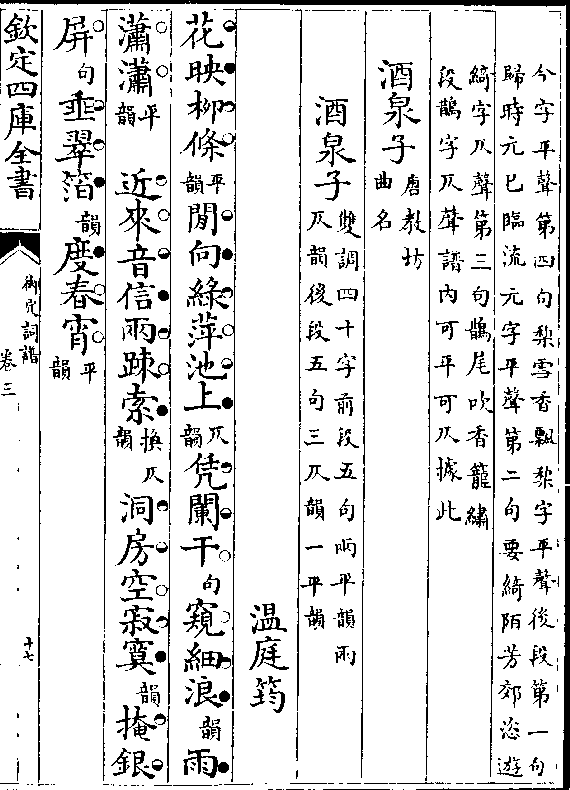 今字平聲第四句梨雪香飄梨字平聲後段第一句
歸時元巳臨流元字平聲第二句要綺陌芳郊恣遊
綺字仄聲第三句鵲尾吹香籠繡
段鵲字仄聲譜內可平可仄據此
酒泉子 唐教坊
曲名
酒泉子 雙調四十字前段五句兩平韻兩
仄韻後段五句三仄韻一平韻
温庭筠
花映柳條平韻閒向綠萍池上仄韻凭闌干句窺細浪韻雨
瀟瀟平韻 近來音信兩疎索換仄韻洞房空寂寞韻掩銀
屏句垂翠箔韻度春宵平韻
欽定四庫全書
御定詞譜
卷三
十七